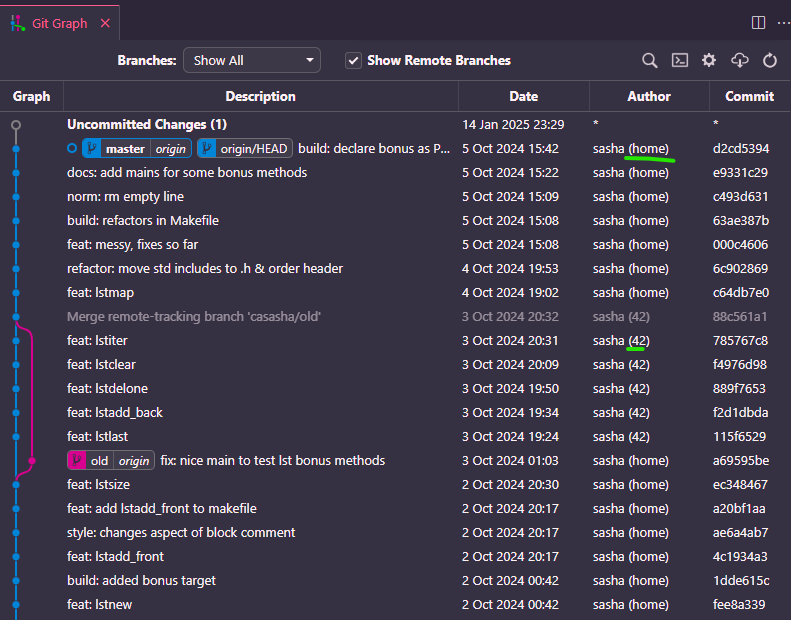 Git Graph
Branches: Show All Show Remote Branches
Graph Description Date Author Commit
Uncommitted Changes (1) 14 Jan 2025 23:29 * *
master origin origin/HEAD build: declare bonus as P... 5 Oct 2024 15:42 sasha (home) d2cd5394
docs: add mains for some bonus methods 5 Oct 2024 15:22 sasha (home) e9331c29
norm: rm empty line 5 Oct 2024 15:09 sasha (home) c493d631
build: refactors in Makefile 5 Oct 2024 15:08 sasha (home) 63ae387b
feat: messy, fixes so far 5 Oct 2024 15:08 sasha (home) 000c4606
refactor: move std includes to .h & order header 4 Oct 2024 19:53 sasha (home) 6c902869
feat: lstmap 4 Oct 2024 19:02 sasha (home) c64db7e0
Merge remote-tracking branch 'casasha/old' 3 Oct 2024 20:32 sasha (42) 88c561a1
feat: lstiter 3 Oct 2024 20:31 sasha (42) 785767c8
feat: lstclear 3 Oct 2024 20:09 sasha (42) f4976d98
feat: lstdelone 3 Oct 2024 19:50 sasha (42) 889f7653
feat: lstadd_back 3 Oct 2024 19:34 sasha (42) f2d1dbda
feat: lstlast 3 Oct 2024 19:24 sasha (42) 115f6529
old origin fix: nice main to test lst bonus methods 3 Oct 2024 01:03 sasha (home) a69595be
feat: lstsize 2 Oct 2024 20:30 sasha (home) ec348467
feat: add lstadd_front to makefile 2 Oct 2024 20:17 sasha (home) a20bf1aa
style: changes aspect of block comment 2 Oct 2024 20:17 sasha (home) ae6a4ab7
feat: lstadd_front 2 Oct 2024 20:17 sasha (home) 4c1934a3
build: added bonus target 2 Oct 2024 00:42 sasha (home) 1dde615c
feat: lstnew 2 Oct 2024 00:42 sasha (home) fee8a339